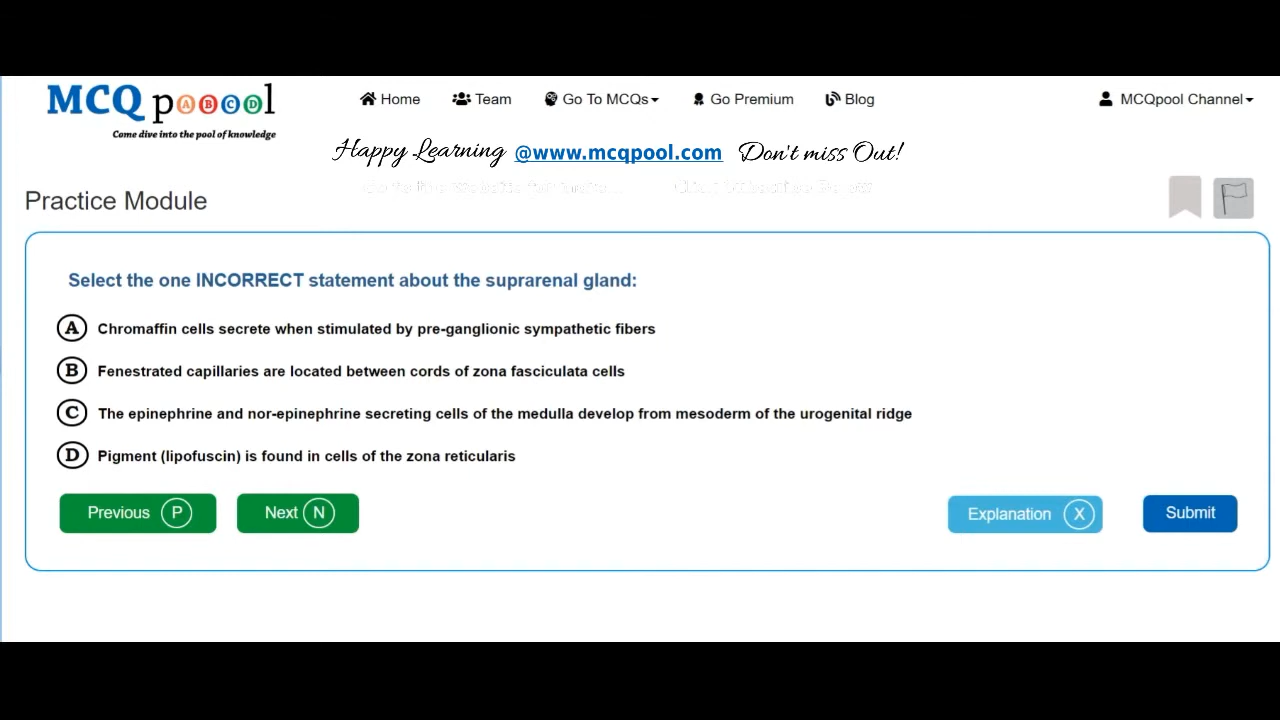 MCQ pooool
Come dive into the pool of knowledge
Home Team Go To MCQs Go Premium Blog MCQpool Channel
Happy Learning @www.mcqpool.com Don't miss Out!
Practice Module
Select the one INCORRECT statement about the suprarenal gland:
A Chromaffin cells secrete when stimulated by pre-ganglionic sympathetic fibers
B Fenestrated capillaries are located between cords of zona fasciculata cells
C The epinephrine and nor-epinephrine secreting cells of the medulla develop from mesoderm of the urogenital ridge
D Pigment (lipofuscin) is found in cells of the zona reticularis
Previous P Next N Explanation X Submit